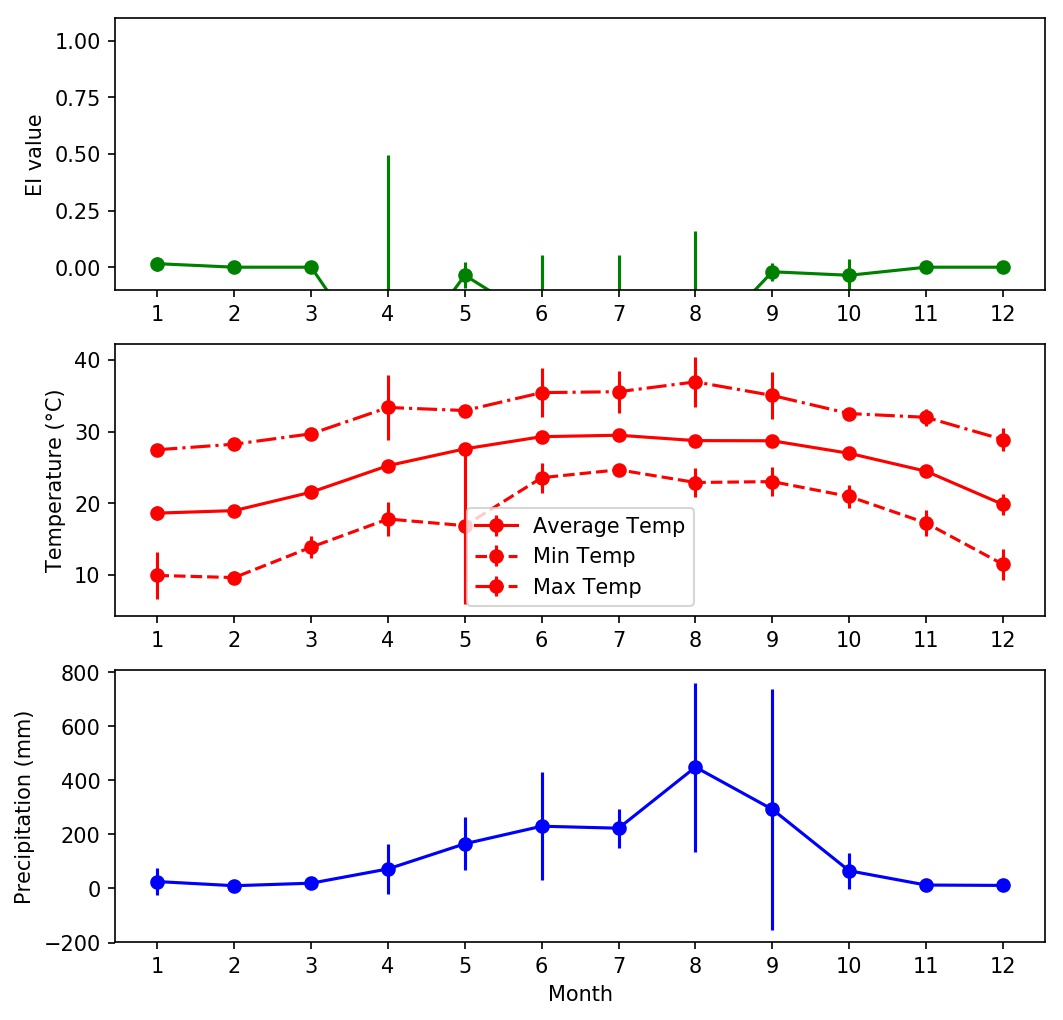 1.00
0.75
0.50
0.25
0.00
EI value
1 2 3 4 5 6 7 8 9 10 11 12
40
30
20
10
Temperature (°C)
Average Temp
Min Temp
Max Temp
1 2 3 4 5 6 7 8 9 10 11 12
800
600
400
200
0
−200
Precipitation (mm)
1 2 3 4 5 6 7 8 9 10 11 12
Month